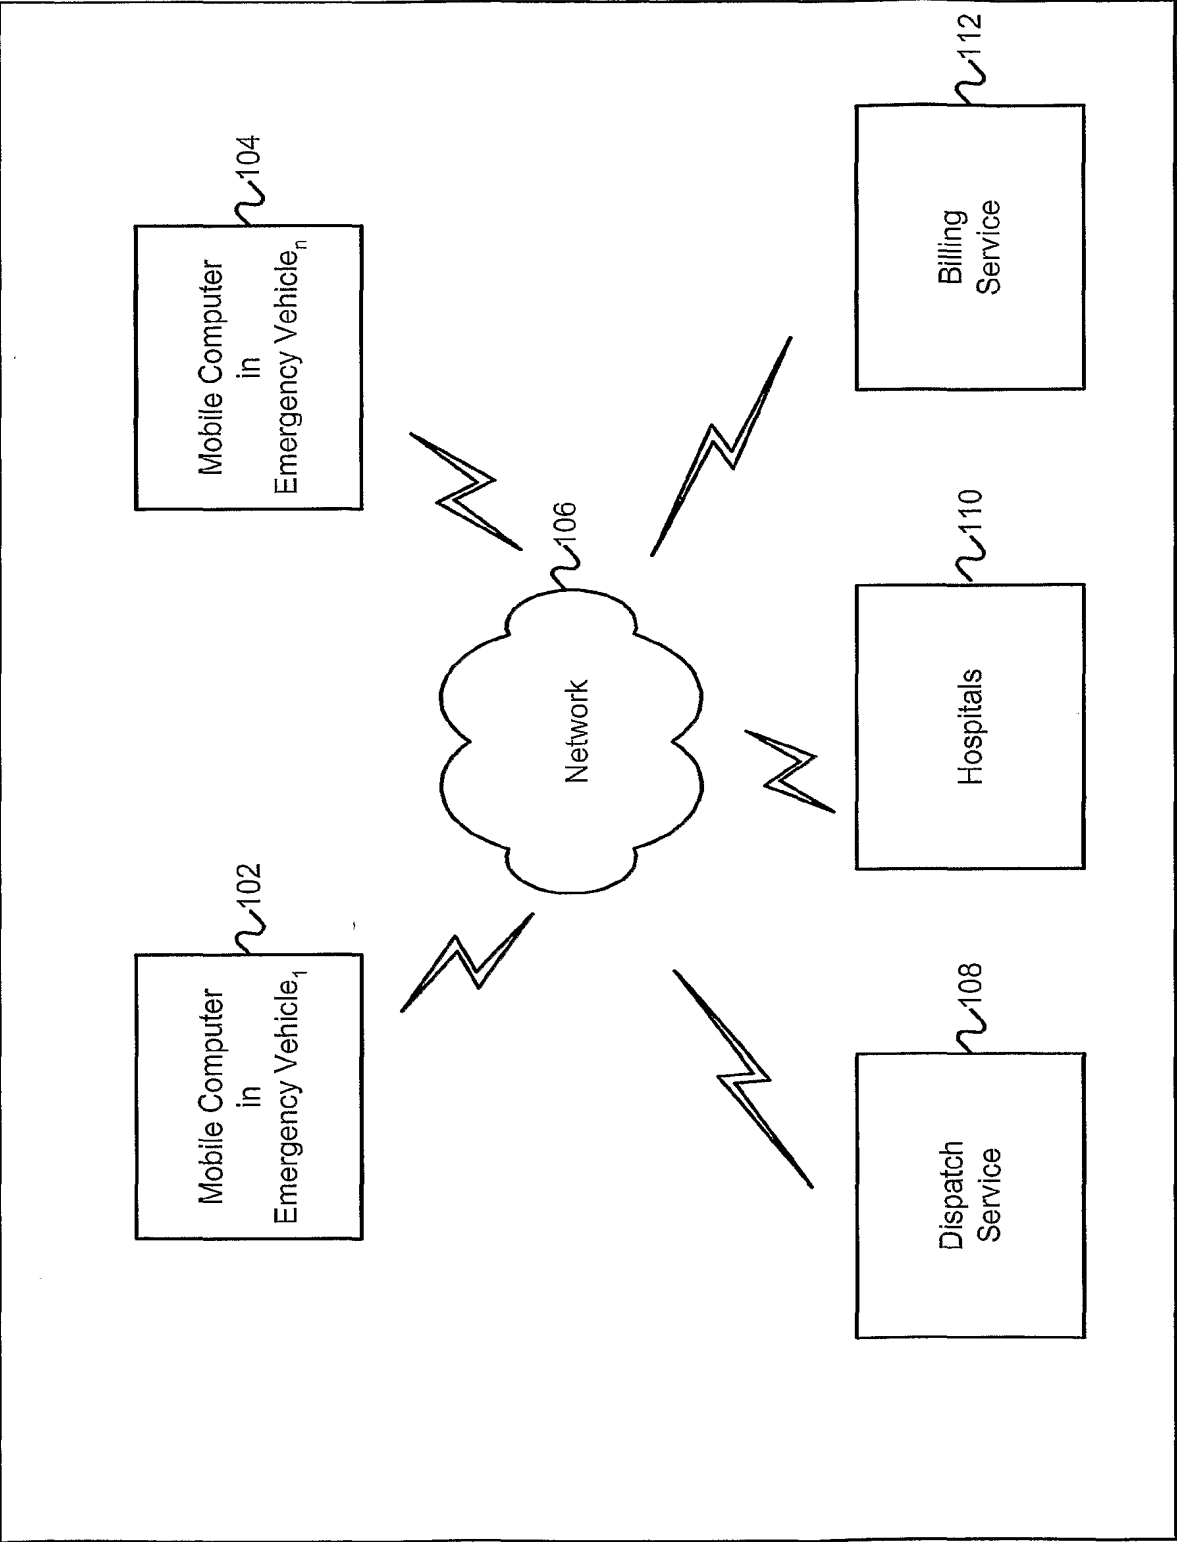 Mobile Computer
in
Emergency Vehicle₁
102
Mobile Computer
in
Emergency Vehicleₙ
104
Network
106
Dispatch
Service
108
Hospitals
110
Billing
Service
112